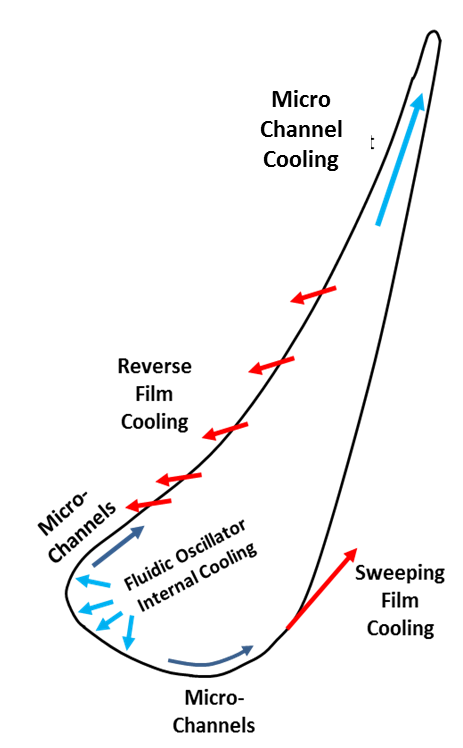 Micro
Channel
Cooling
t
Reverse
Film
Cooling
Micro-
Channels
Fluidic Oscillator
Internal Cooling
Sweeping
Film
Cooling
Micro-
Channels